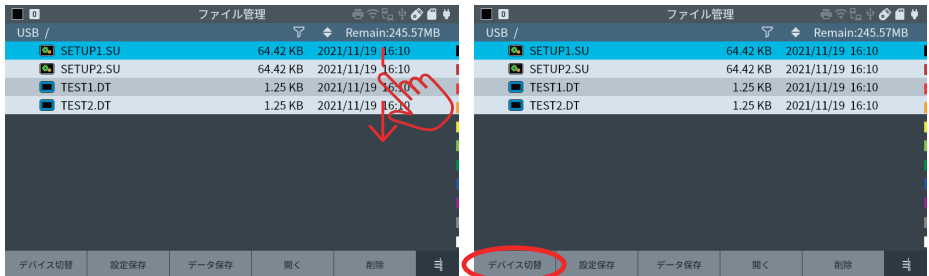 0 ファイル管理
USB / Remain:245.57MB
SETUP1.SU 64.42 KB 2021/11/19 16:10
SETUP2.SU 64.42 KB 2021/11/19 16:10
TEST1.DT 1.25 KB 2021/11/19 16:10
TEST2.DT 1.25 KB 2021/11/19 16:10
デバイス切替 設定保存 データ保存 開く 削除
0 ファイル管理
USB / Remain:245.57MB
SETUP1.SU 64.42 KB 2021/11/19 16:10
SETUP2.SU 64.42 KB 2021/11/19 16:10
TEST1.DT 1.25 KB 2021/11/19 16:10
TEST2.DT 1.25 KB 2021/11/19 16:10
デバイス切替 設定保存 データ保存 開く 削除